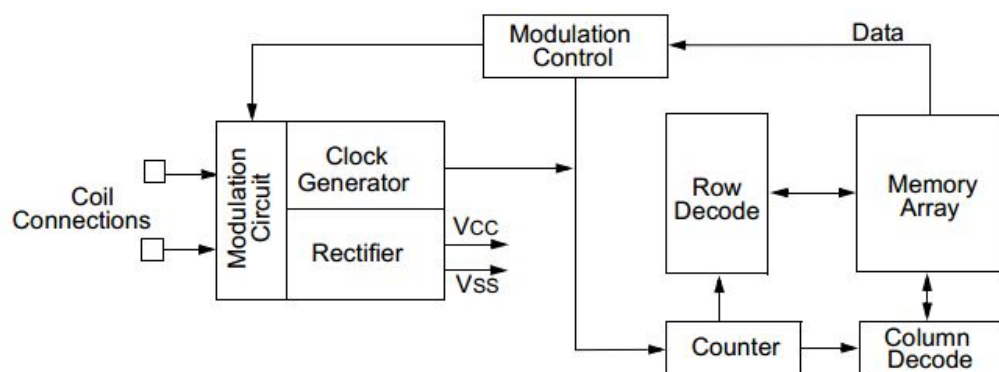 Modulation
Control
Data
Coil
Connections
Modulation
Circuit
Clock
Generator
Rectifier
VCC
VSS
Row
Decode
Memory
Array
Counter
Column
Decode